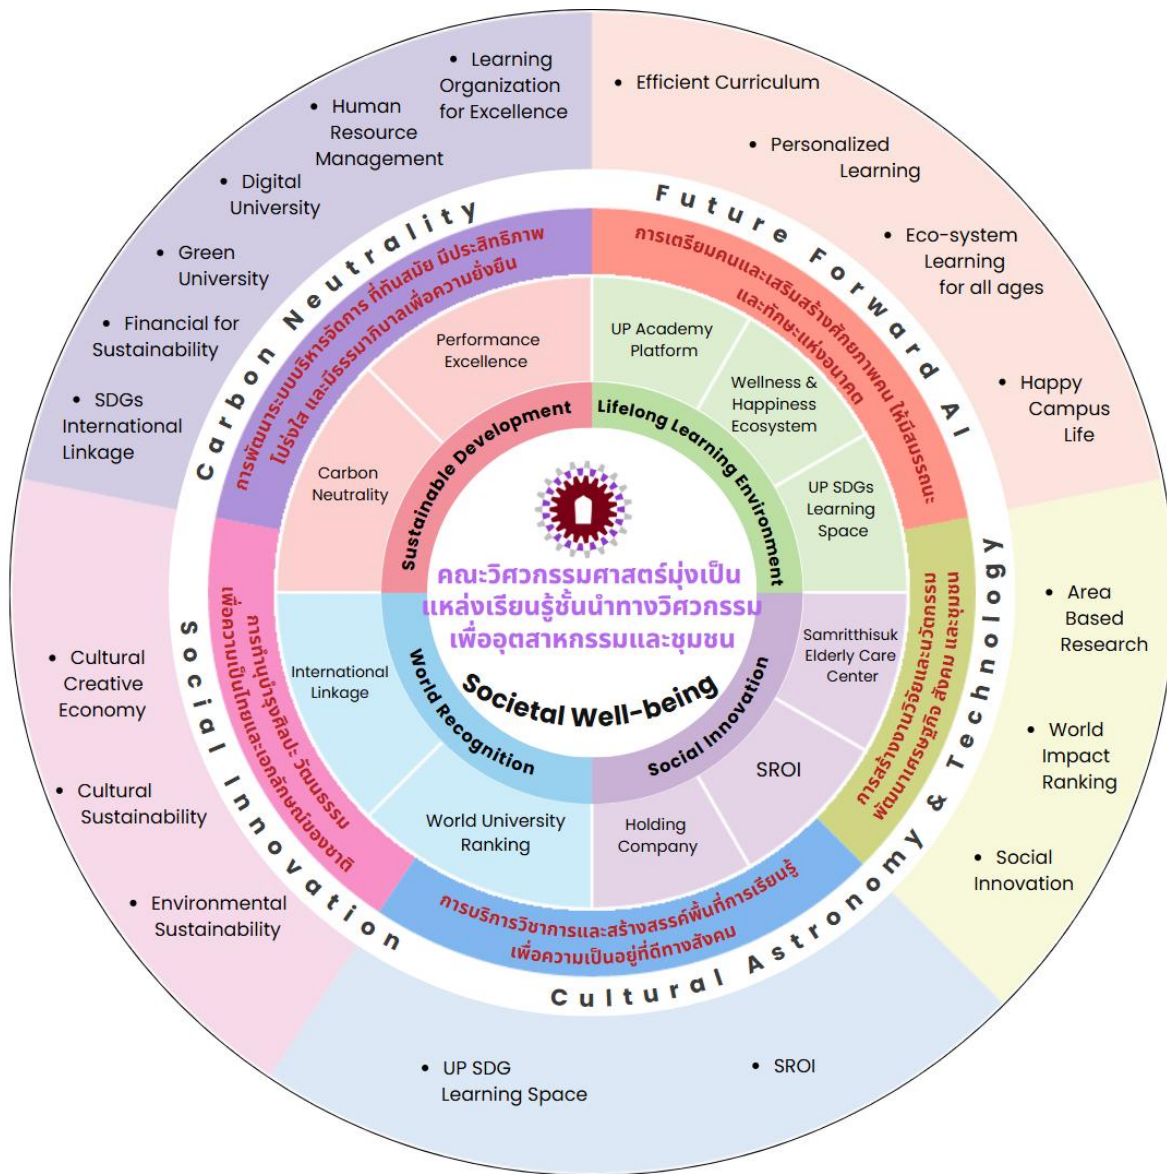 • Learning
Organization
for Excellence
• Human
Resource
Management
• Digital
University
• Green
University
• Financial for
Sustainability
• SDGs
International
Linkage
• Efficient Curriculum
• Personalized
Learning
• Eco-system
Learning
for all ages
• Happy
Campus
Life
• Area
Based
Research
• World
Impact
Ranking
• Social
Innovation
• SROI
• UP SDG
Learning Space
• Environmental
Sustainability
• Cultural
Sustainability
• Cultural
Creative
Economy
Carbon Neutrality
Future Forward AI
Cultural Astronomy & Technology
Social Innovation
การพัฒนาระบบบริหารจัดการ ที่ทันสมัย มีประสิทธิภาพ
โปร่งใส และมีธรรมาภิบาลเพื่อความยั่งยืน
การเตรียมคนและเสริมสร้างศักยภาพคน ให้มีสมรรถนะ
และทักษะแห่งอนาคต
การสร้างงานวิจัยและนวัตกรรม
พัฒนาเศรษฐกิจ สังคม และชุมชน
การบริการวิชาการและสร้างสรรค์พื้นที่การเรียนรู้
เพื่อความเป็นอยู่ที่ดีทางสังคม
การทำนุบำรุงศิลปะ วัฒนธรรม
เพื่อความเป็นไทยและเอกลักษณ์ของชาติ
Performance
Excellence
Carbon
Neutrality
UP Academy
Platform
Wellness &
Happiness
Ecosystem
UP SDGs
Learning
Space
Samritthisuk
Elderly Care
Center
SROI
Holding
Company
World University
Ranking
International
Linkage
Sustainable Development
Lifelong Learning Environment
Social Innovation
World Recognition
คณะวิศวกรรมศาสตร์มุ่งเป็น
แหล่งเรียนรู้ชั้นนำทางวิศวกรรม
เพื่ออุตสาหกรรมและชุมชน
Societal Well-being